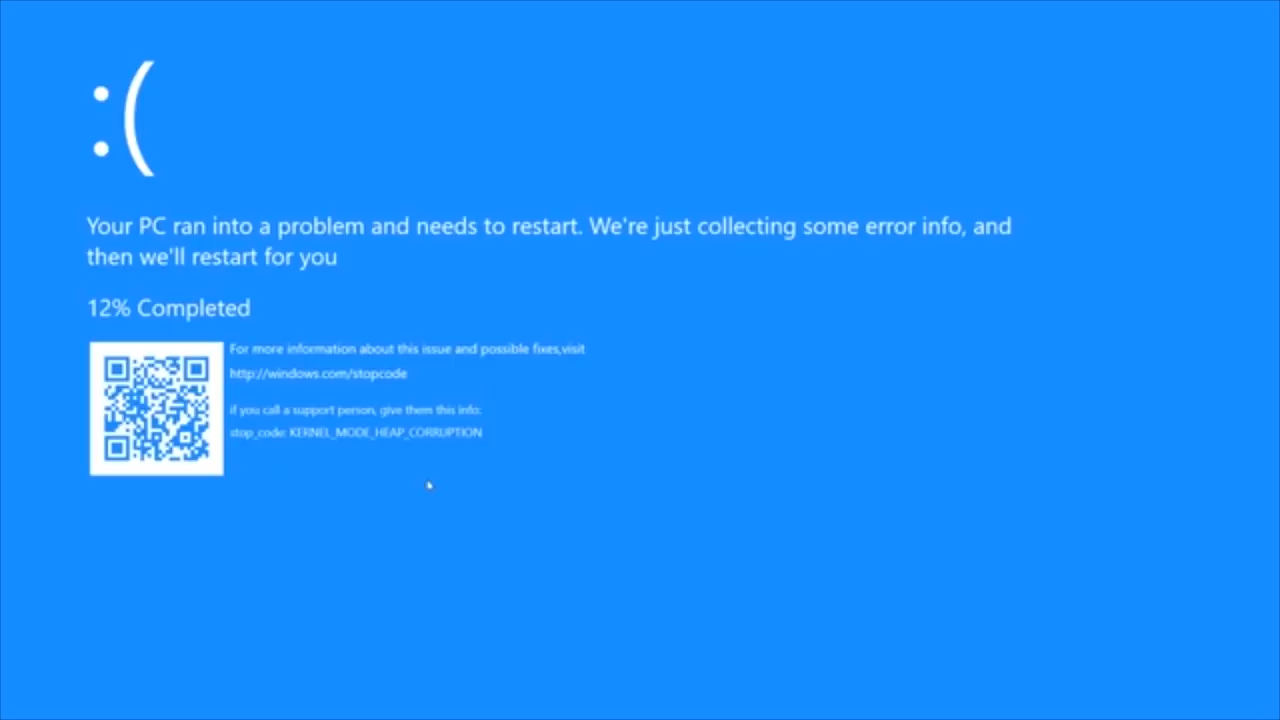 :(
Your PC ran into a problem and needs to restart. We're just collecting some error info, and
then we'll restart for you
12% Completed
For more information about this issue and possible fixes,visit
http://windows.com/stopcode
if you call a support person, give them this info:
stop_code: KERNEL_MODE_HEAP_CORRUPTION